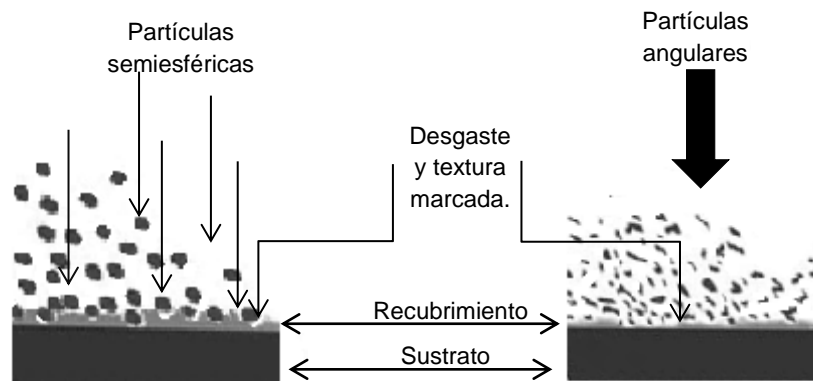 Partículas
semiesféricas
Partículas
angulares
Desgaste
y textura
marcada.
Recubrimiento
Sustrato